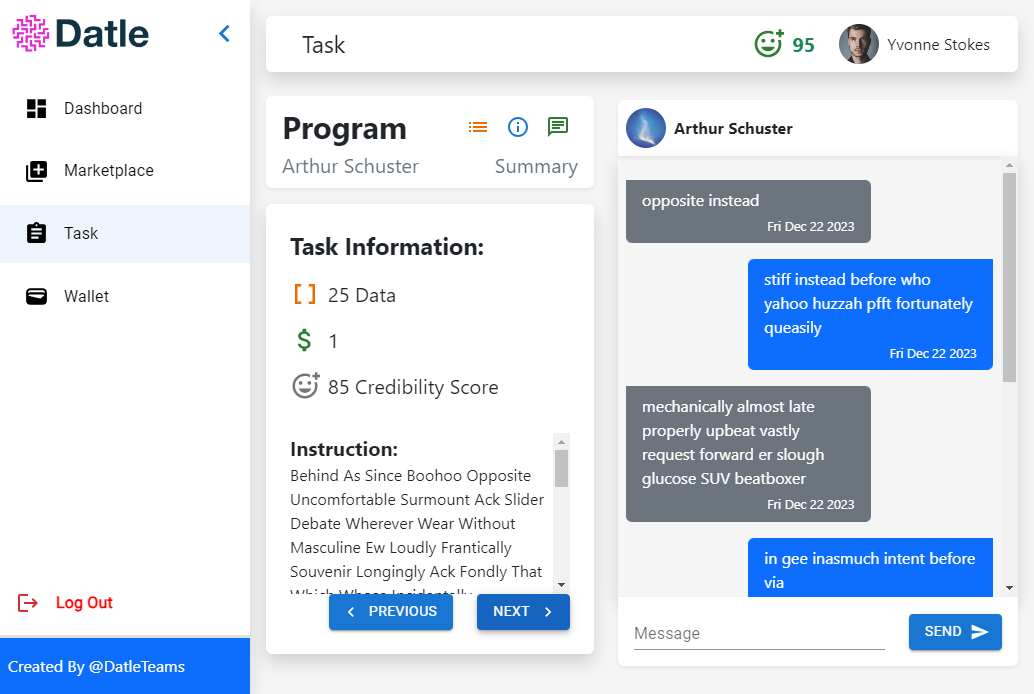 Datle
Dashboard
Marketplace
Task
Wallet
Log Out
Created By @DatleTeams
Task
95
Yvonne Stokes
Program
Arthur Schuster
Summary
Task Information:
25 Data
$ 1
85 Credibility Score
Instruction:
Behind As Since Boohoo Opposite
Uncomfortable Surmount Ack Slider
Debate Wherever Wear Without
Masculine Ew Loudly Frantically
Souvenir Longingly Ack Fondly That
Which Whose Incidentally
PREVIOUS
NEXT
Arthur Schuster
opposite instead
Fri Dec 22 2023
stiff instead before who
yahoo huzzah pfft fortunately
queasily
Fri Dec 22 2023
mechanically almost late
properly upbeat vastly
request forward er slough
glucose SUV beatboxer
Fri Dec 22 2023
in gee inasmuch intent before
via
Message
SEND